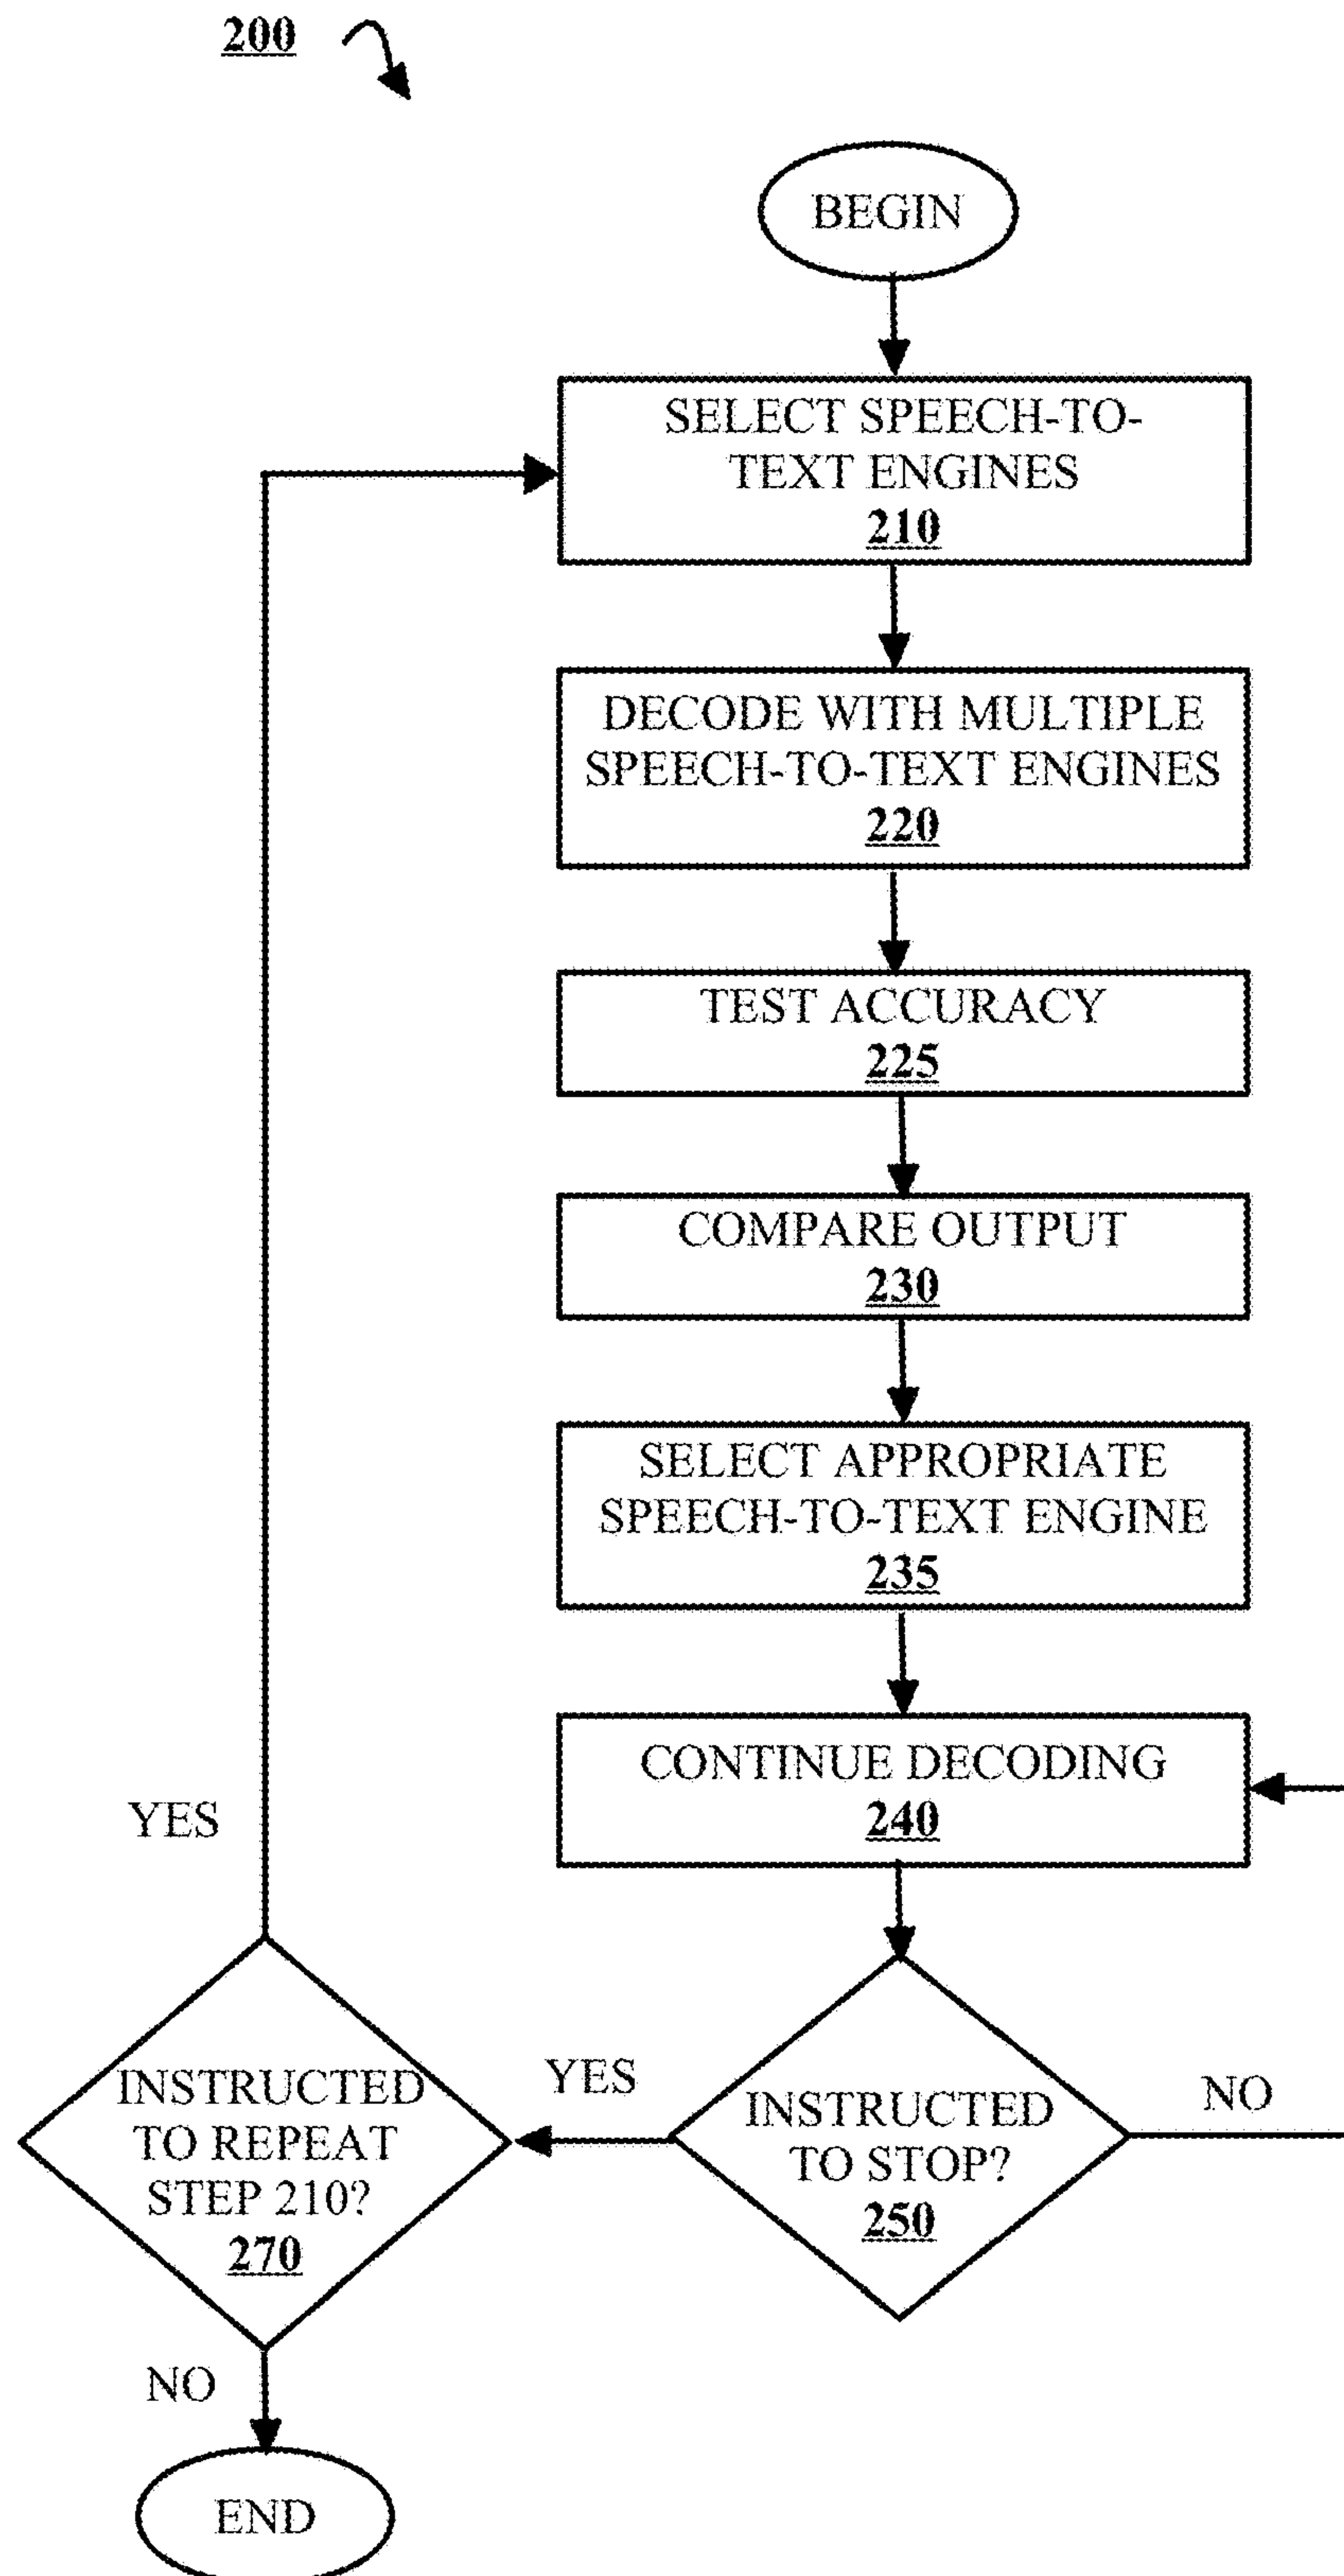 200
BEGIN
SELECT SPEECH-TO-
TEXT ENGINES
210
DECODE WITH MULTIPLE
SPEECH-TO-TEXT ENGINES
220
TEST ACCURACY
225
COMPARE OUTPUT
230
SELECT APPROPRIATE
SPEECH-TO-TEXT ENGINE
235
CONTINUE DECODING
240
YES
INSTRUCTED
TO STOP?
250
NO
YES
INSTRUCTED
TO REPEAT
STEP 210?
270
NO
END